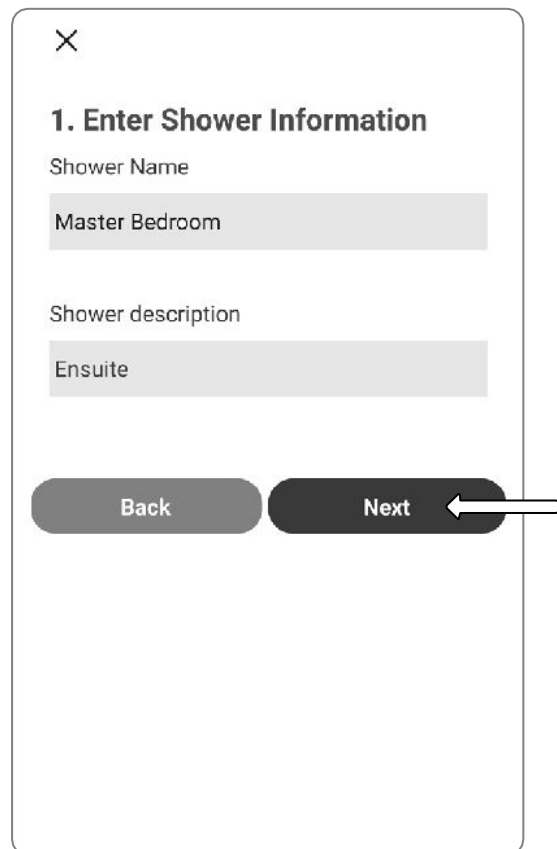 1. Enter Shower Information
Shower Name
Master Bedroom
Shower description
Ensuite
Back Next